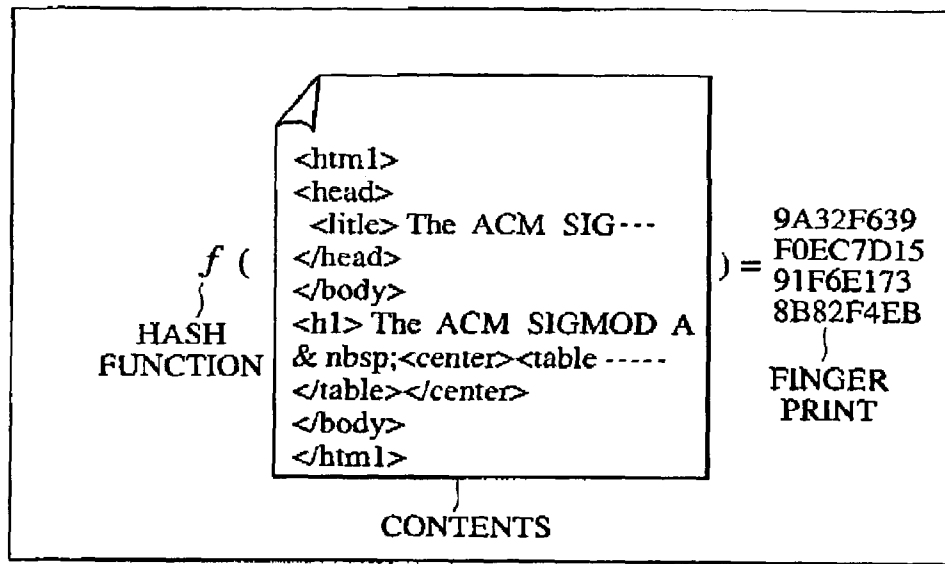 <html>
<head>
<litle> The ACM SIG---
</head>
</body>
<h1> The ACM SIGMOD A
& nbsp;<center><table -----
</table></center>
</body>
</html>
f (
) =
9A32F639
F0EC7D15
91F6E173
8B82F4EB
HASH
FUNCTION
FINGER
PRINT
CONTENTS